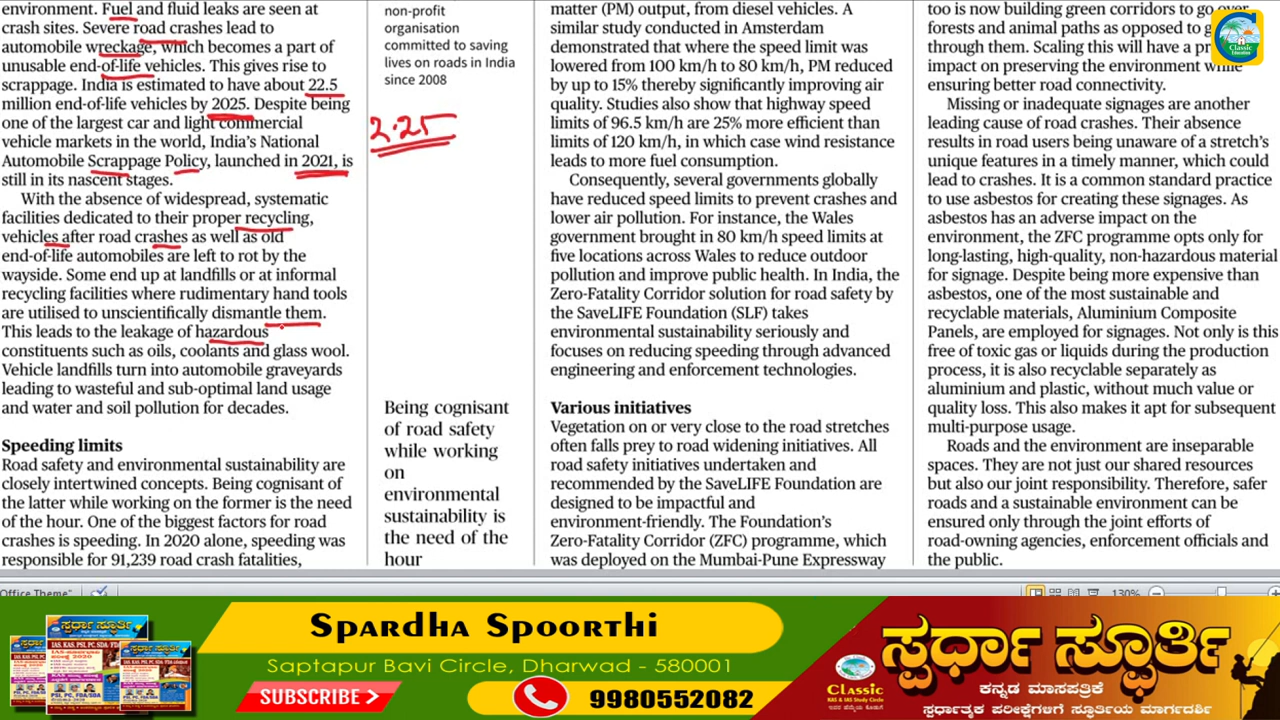 environment. Fuel and fluid leaks are seen at
crash sites. Severe road crashes lead to
automobile wreckage, which becomes a part of
unusable end-of-life vehicles. This gives rise to
scrappage. India is estimated to have about 22.5
million end-of-life vehicles by 2025. Despite being
one of the largest car and light commercial
vehicle markets in the world, India's National
Automobile Scrappage Policy, launched in 2021, is
still in its nascent stages.
With the absence of widespread, systematic
facilities dedicated to their proper recycling,
vehicles after road crashes as well as old
end-of-life automobiles are left to rot by the
wayside. Some end up at landfills or at informal
recycling facilities where rudimentary hand tools
are utilised to unscientifically dismantle them.
This leads to the leakage of hazardous
constituents such as oils, coolants and glass wool.
Vehicle landfills turn into automobile graveyards
leading to wasteful and sub-optimal land usage
and water and soil pollution for decades.
Speeding limits
Road safety and environmental sustainability are
closely intertwined concepts. Being cognisant of
the latter while working on the former is the need
of the hour. One of the biggest factors for road
crashes is speeding. In 2020 alone, speeding was
responsible for 91,239 road crash fatalities,
non-profit
organisation
committed to saving
lives on roads in India
since 2008
2.25
Being cognisant
of road safety
while working
on
environmental
sustainability is
the need of the
hour
matter (PM) output, from diesel vehicles. A
similar study conducted in Amsterdam
demonstrated that where the speed limit was
lowered from 100 km/h to 80 km/h, PM reduced
by up to 15% thereby significantly improving air
quality. Studies also show that highway speed
limits of 96.5 km/h are 25% more efficient than
limits of 120 km/h, in which case wind resistance
leads to more fuel consumption.
Consequently, several governments globally
have reduced speed limits to prevent crashes and
lower air pollution. For instance, the Wales
government brought in 80 km/h speed limits at
five locations across Wales to reduce outdoor
pollution and improve public health. In India, the
Zero-Fatality Corridor solution for road safety by
the SaveLIFE Foundation (SLF) takes
environmental sustainability seriously and
focuses on reducing speeding through advanced
engineering and enforcement technologies.
Various initiatives
Vegetation on or very close to the road stretches
often falls prey to road widening initiatives. All
road safety initiatives undertaken and
recommended by the SaveLIFE Foundation are
designed to be impactful and
environment-friendly. The Foundation's
Zero-Fatality Corridor (ZFC) programme, which
was deployed on the Mumbai-Pune Expressway
too is now building green corridors to go over
forests and animal paths as opposed to
through them. Scaling this will have a
impact on preserving the environment while
ensuring better road connectivity.
Missing or inadequate signages are another
leading cause of road crashes. Their absence
results in road users being unaware of a stretch's
unique features in a timely manner, which could
lead to crashes. It is a common standard practice
to use asbestos for creating these signages. As
asbestos has an adverse impact on the
environment, the ZFC programme opts only for
long-lasting, high-quality, non-hazardous material
for signage. Despite being more expensive than
asbestos, one of the most sustainable and
recyclable materials, Aluminium Composite
Panels, are employed for signages. Not only is this
free of toxic gas or liquids during the production
process, it is also recyclable separately as
aluminium and plastic, without much value or
quality loss. This also makes it apt for subsequent
multi-purpose usage.
Roads and the environment are inseparable
spaces. They are not just our shared resources
but also our joint responsibility. Therefore, safer
roads and a sustainable environment can be
ensured only through the joint efforts of
road-owning agencies, enforcement officials and
the public.
Classic
Education
Office Theme"
130%
Spardha Spoorthi
Saptapur Bavi Circle, Dharwad - 580001
SUBSCRIBE
9980552082
Classic
ಸ್ಪರ್ಧಾ ಸ್ಫೂರ್ತಿ
ಕನ್ನಡ ಮಾಸಪತ್ರಿಕೆ
ಸ್ಪರ್ಧಾತ್ಮಕ ಪರೀಕ್ಷೆಗಳಿಗೆ ಸ್ಫೂರ್ತಿಯ ಮಾರ್ಗದರ್ಶಿ